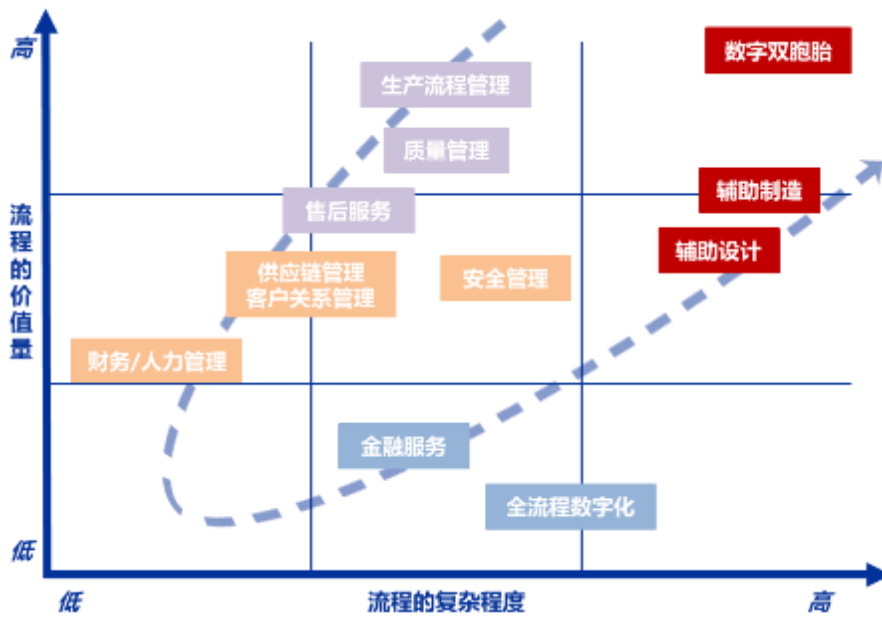 高
数字双胞胎
生产流程管理
质量管理
辅助制造
售后服务
辅助设计
流程的价值量
供应链管理
客户关系管理
安全管理
财务/人力管理
金融服务
全流程数字化
低
低
流程的复杂程度
高